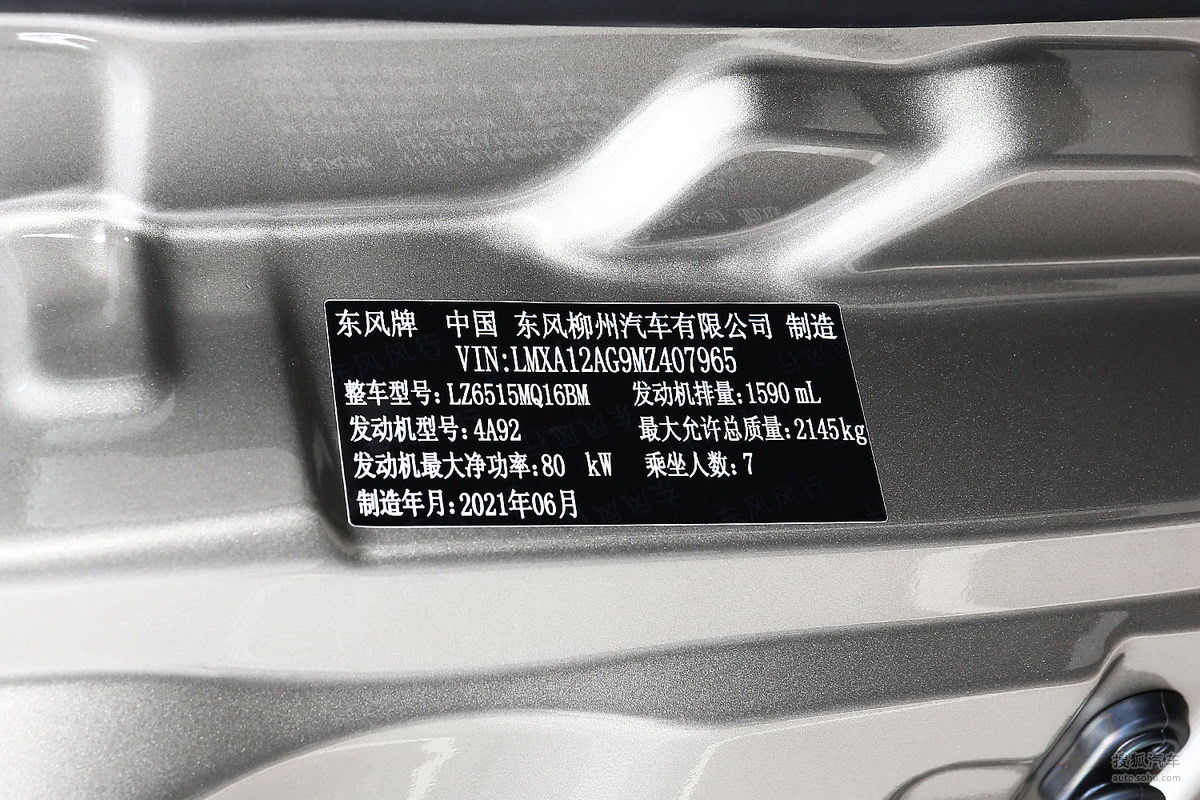 东风牌 中国 东风柳州汽车有限公司 制造
VIN:LMXA12AG9MZ407965
整车型号:LZ6515MQ16BM 发动机排量:1590 mL
发动机型号:4A92 最大允许总质量:2145kg
发动机最大净功率:80 kW 乘坐人数:7
制造年月:2021年06月
搜狐汽车
auto.sohu.com